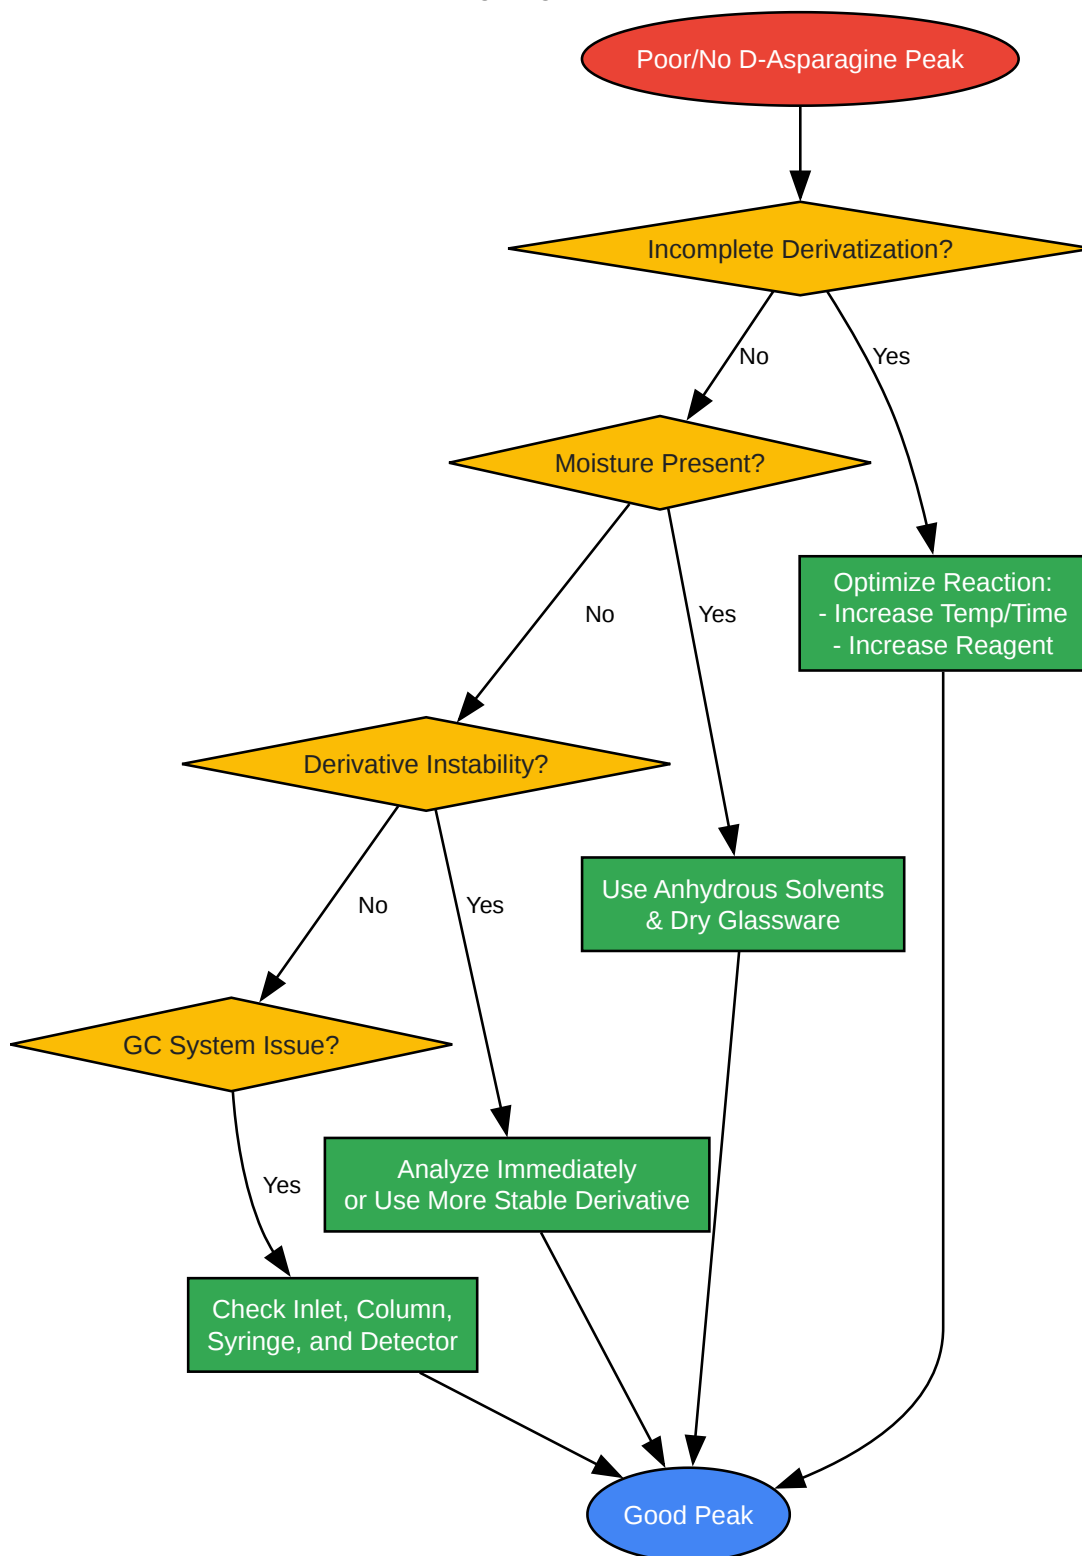 Poor/No D-Asparagine Peak
Incomplete Derivatization?
No
Yes
Moisture Present?
Optimize Reaction:
- Increase Temp/Time
- Increase Reagent
No
Yes
Derivative Instability?
Use Anhydrous Solvents
& Dry Glassware
No
Yes
GC System Issue?
Analyze Immediately
or Use More Stable Derivative
Yes
Check Inlet, Column,
Syringe, and Detector
Good Peak